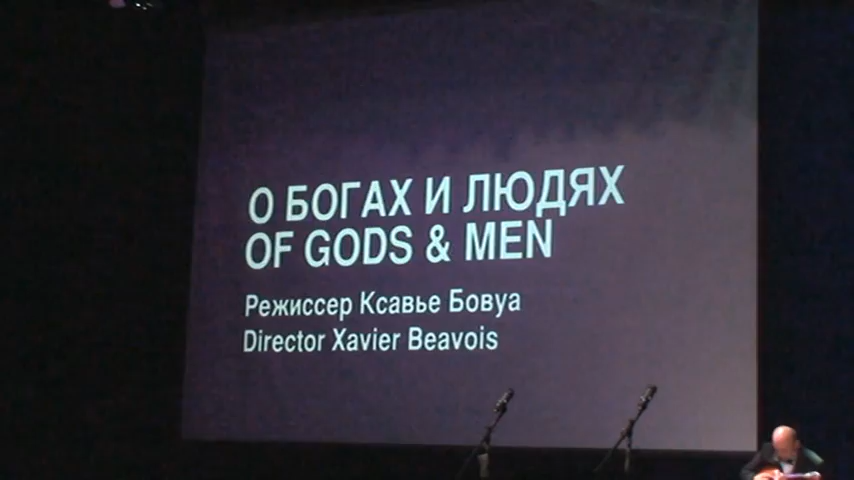 О БОГАХ И ЛЮДЯХ
OF GODS & MEN
Режиссер Ксавье Бовуа
Director Xavier Beavois